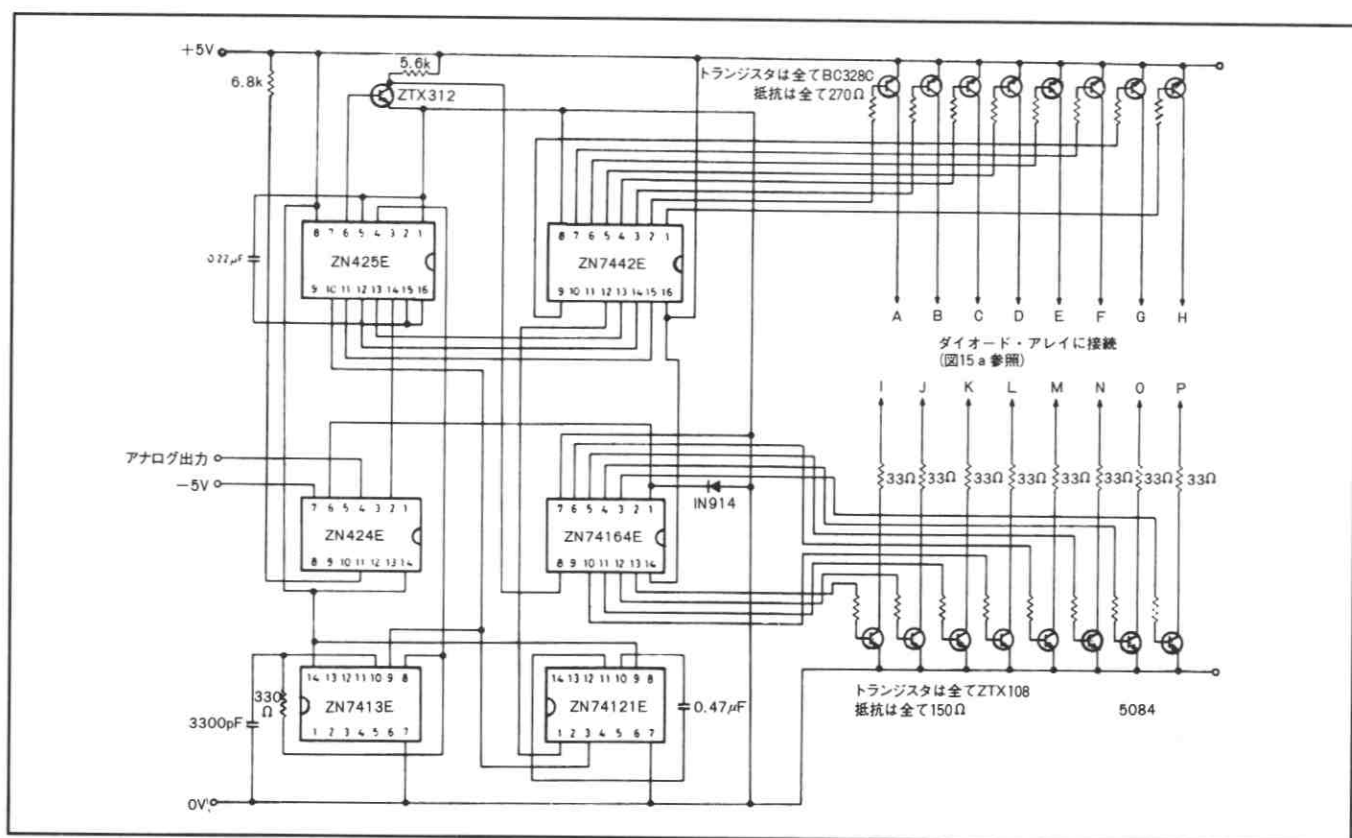 +5V
6.8k
5.6k
ZTX312
トランジスタは全てBC328C
抵抗は全て270Ω
8 7 6 5 4 3 2 1
ZN425E
9 10 11 12 13 14 15 16
0.22μF
8 7 6 5 4 3 2 1
ZN7442E
9 10 11 12 13 14 15 16
A B C D E F G H
ダイオード・アレイに接続
(図15a参照)
I J K L M N O P
33Ω 33Ω 33Ω 33Ω 33Ω 33Ω 33Ω 33Ω
アナログ出力
−5V
7 6 5 4 3 2 1
ZN424E
8 9 10 11 12 13 14
7 6 5 4 3 2 1
ZN74164E
8 9 10 11 12 13 14
IN914
14 13 12 11 10 9 8
ZN7413E
1 2 3 4 5 6 7
330
Ω
3300pF
14 13 12 11 10 9 8
ZN74121E
1 2 3 4 5 6 7
0.47μF
トランジスタは全てZTX108
抵抗は全て150Ω
5084
0V